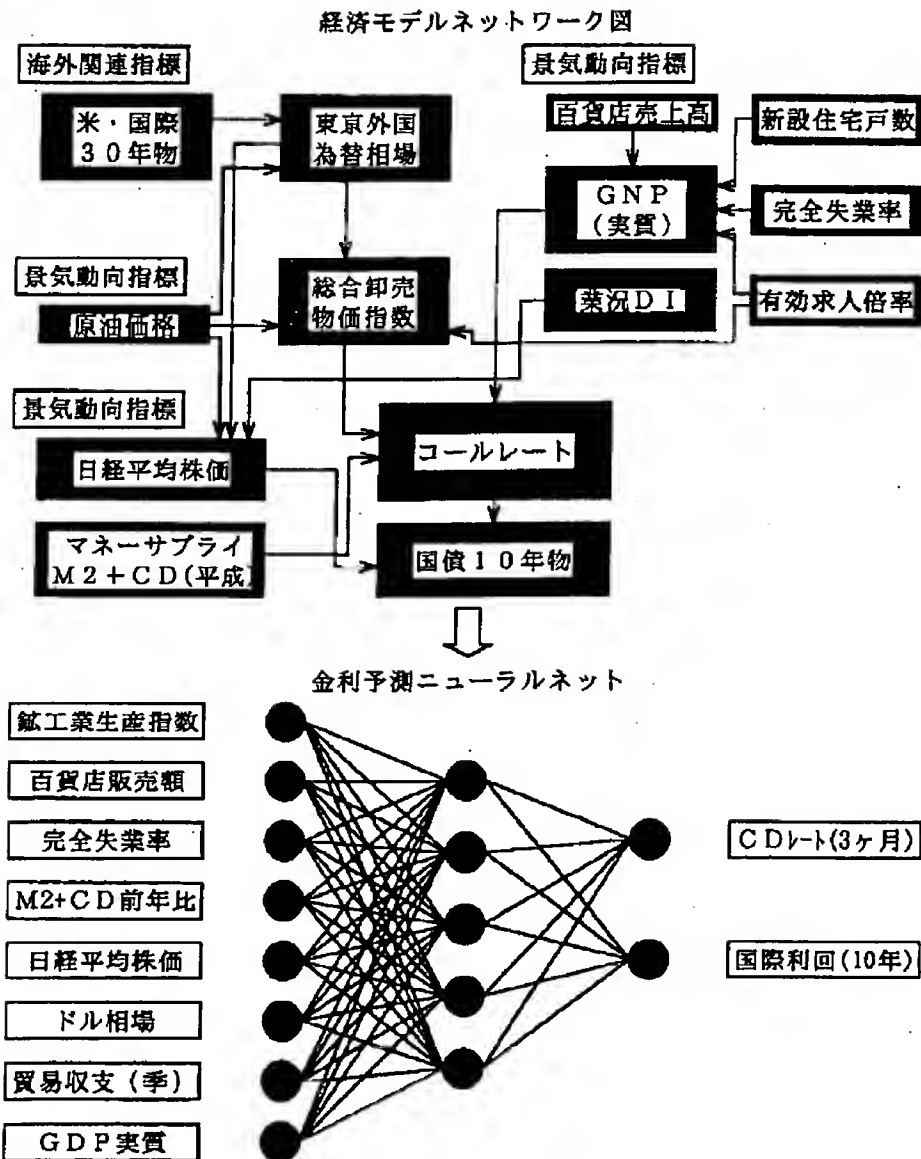 経済モデルネットワーク図
海外関連指標
景気動向指標
米・国際
30年物
東京外国
為替相場
百貨店売上高
新設住宅戸数
GNP
(実質)
完全失業率
景気動向指標
原油価格
総合卸売
物価指数
業況DI
有効求人倍率
景気動向指標
日経平均株価
コールレート
マネーサプライ
M2+CD(平成
国債10年物
金利予測ニューラルネット
鉱工業生産指数
百貨店販売額
完全失業率
M2+CD前年比
日経平均株価
ドル相場
貿易収支(季)
GDP実質
CDレート(3ヶ月)
国際利回(10年)